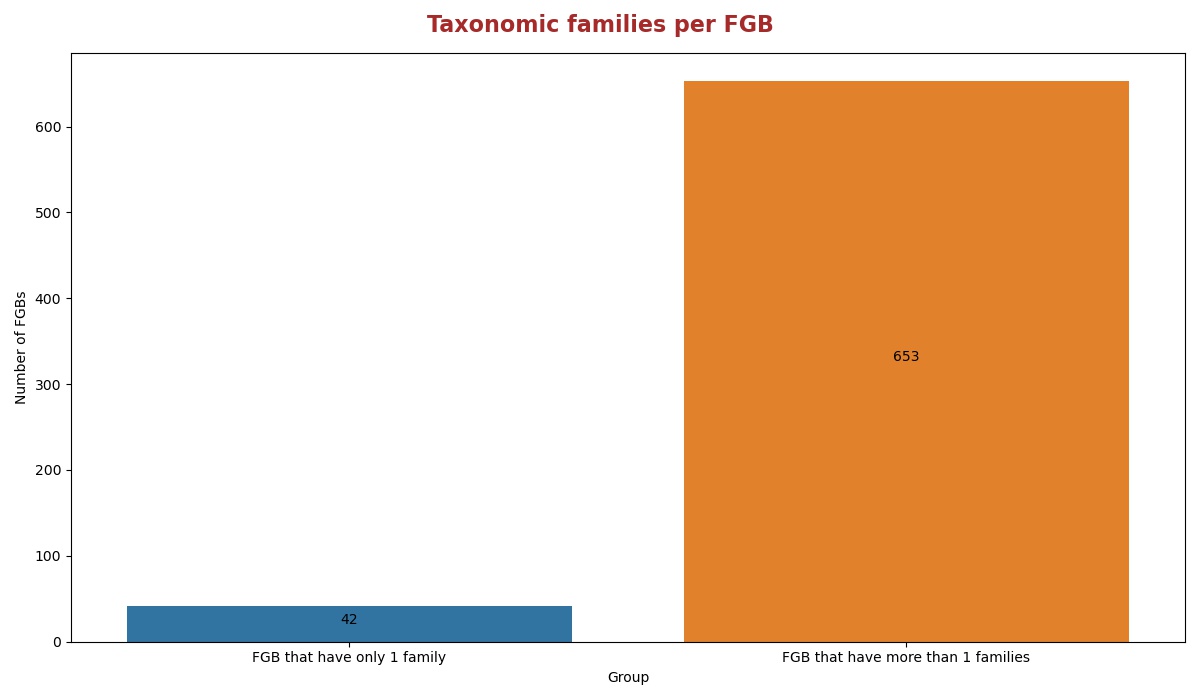 Taxonomic families per FGB
Number of FGBs
600
500
400
300
200
100
0
42
653
FGB that have only 1 family
FGB that have more than 1 families
Group